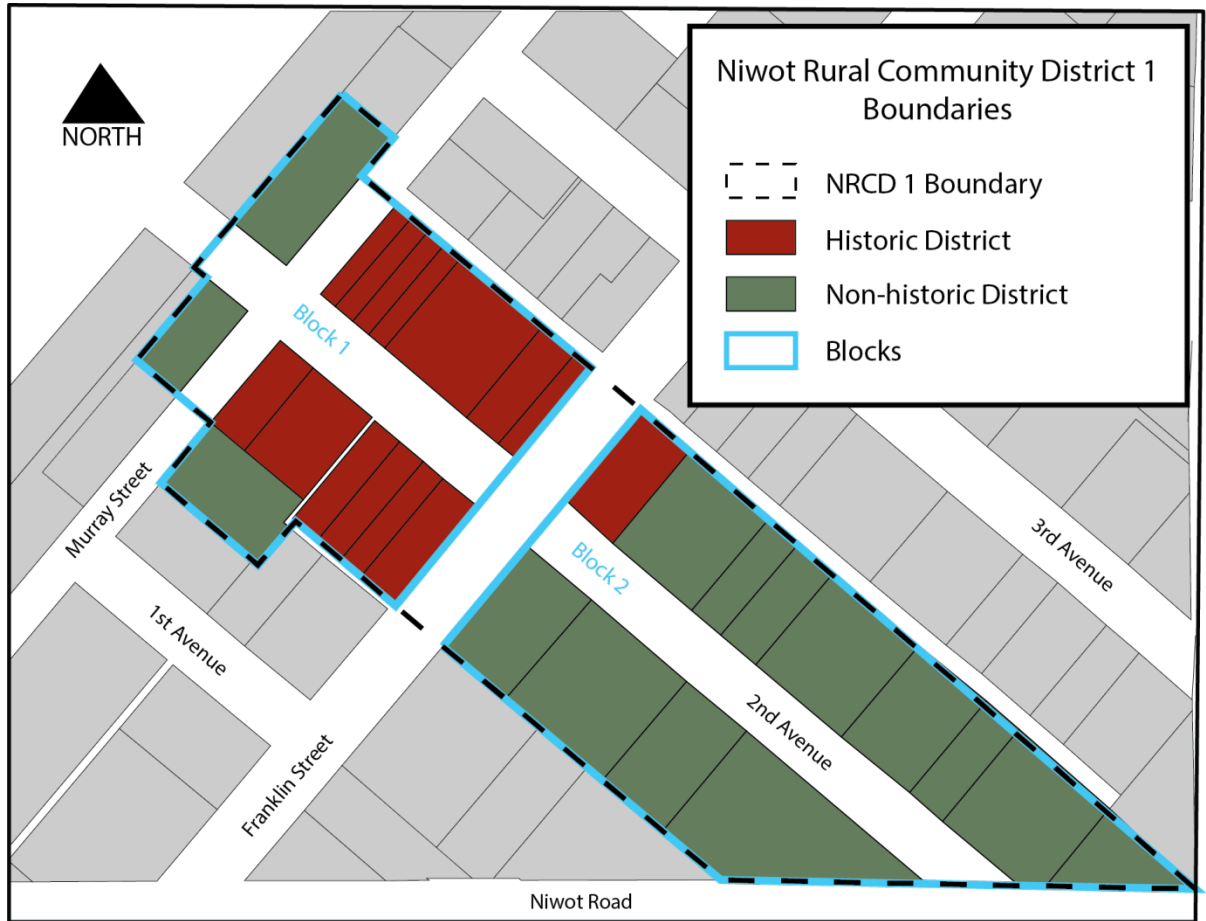 Niwot Rural Community District 1
Boundaries
NRCD 1 Boundary
Historic District
Non-historic District
Blocks
NORTH
Block 1
Block 2
Murray Street
1st Avenue
Franklin Street
2nd Avenue
3rd Avenue
Niwot Road